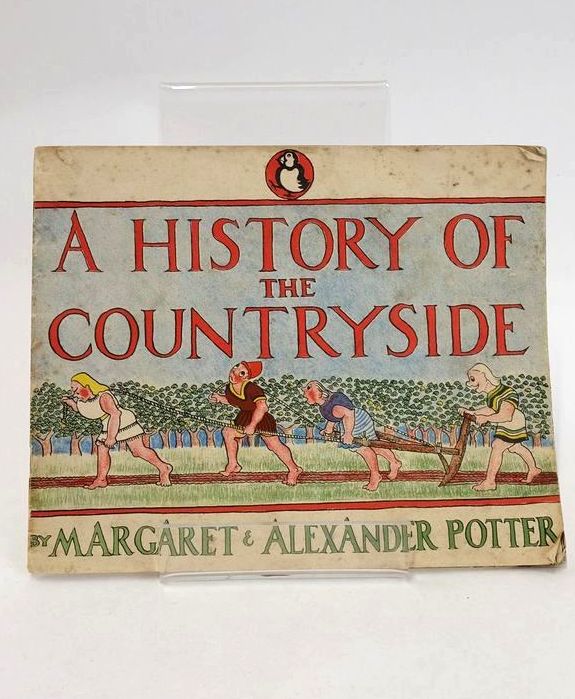 A HISTORY OF
THE
COUNTRYSIDE
BY MARGARET & ALEXANDER POTTER